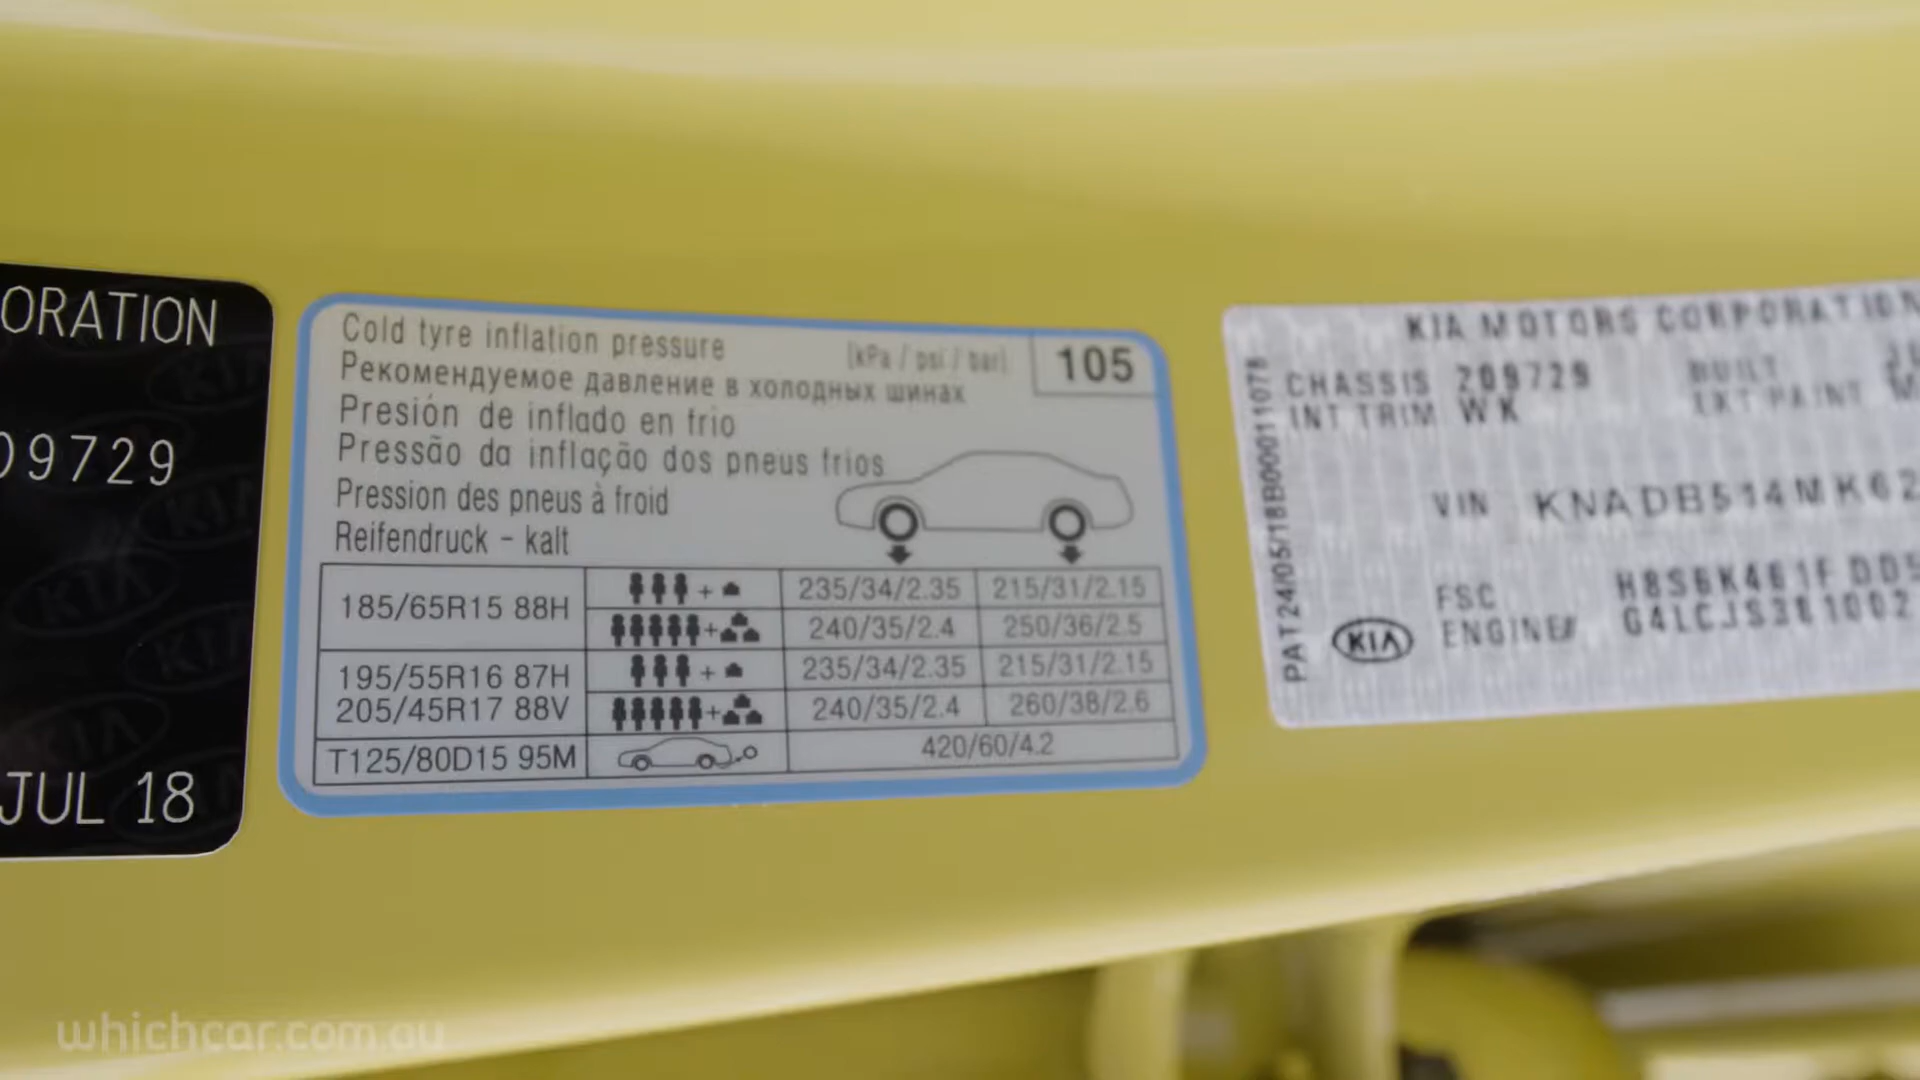 ORATION
09729
JUL 18
Cold tyre inflation pressure [kPa / psi / bar] 105
Рекомендуемое давление в холодных шинах
Presión de inflado en frio
Pressão da inflação dos pneus frios
Pression des pneus à froid
Reifendruck - kalt
185/65R15 88H + 235/34/2.35 215/31/2.15
+ 240/35/2.4 250/36/2.5
195/55R16 87H + 235/34/2.35 215/31/2.15
205/45R17 88V + 240/35/2.4 260/38/2.6
T125/80D15 95M 420/60/4.2
PAT24/05/18B000110078
KIA MOTORS CORPORATION
CHASSIS 209729 BUILT
INT TRIM WK EXT PAINT
VIN KNADB514MK62
FSC
KIA ENGINE#
whichcar.com.au